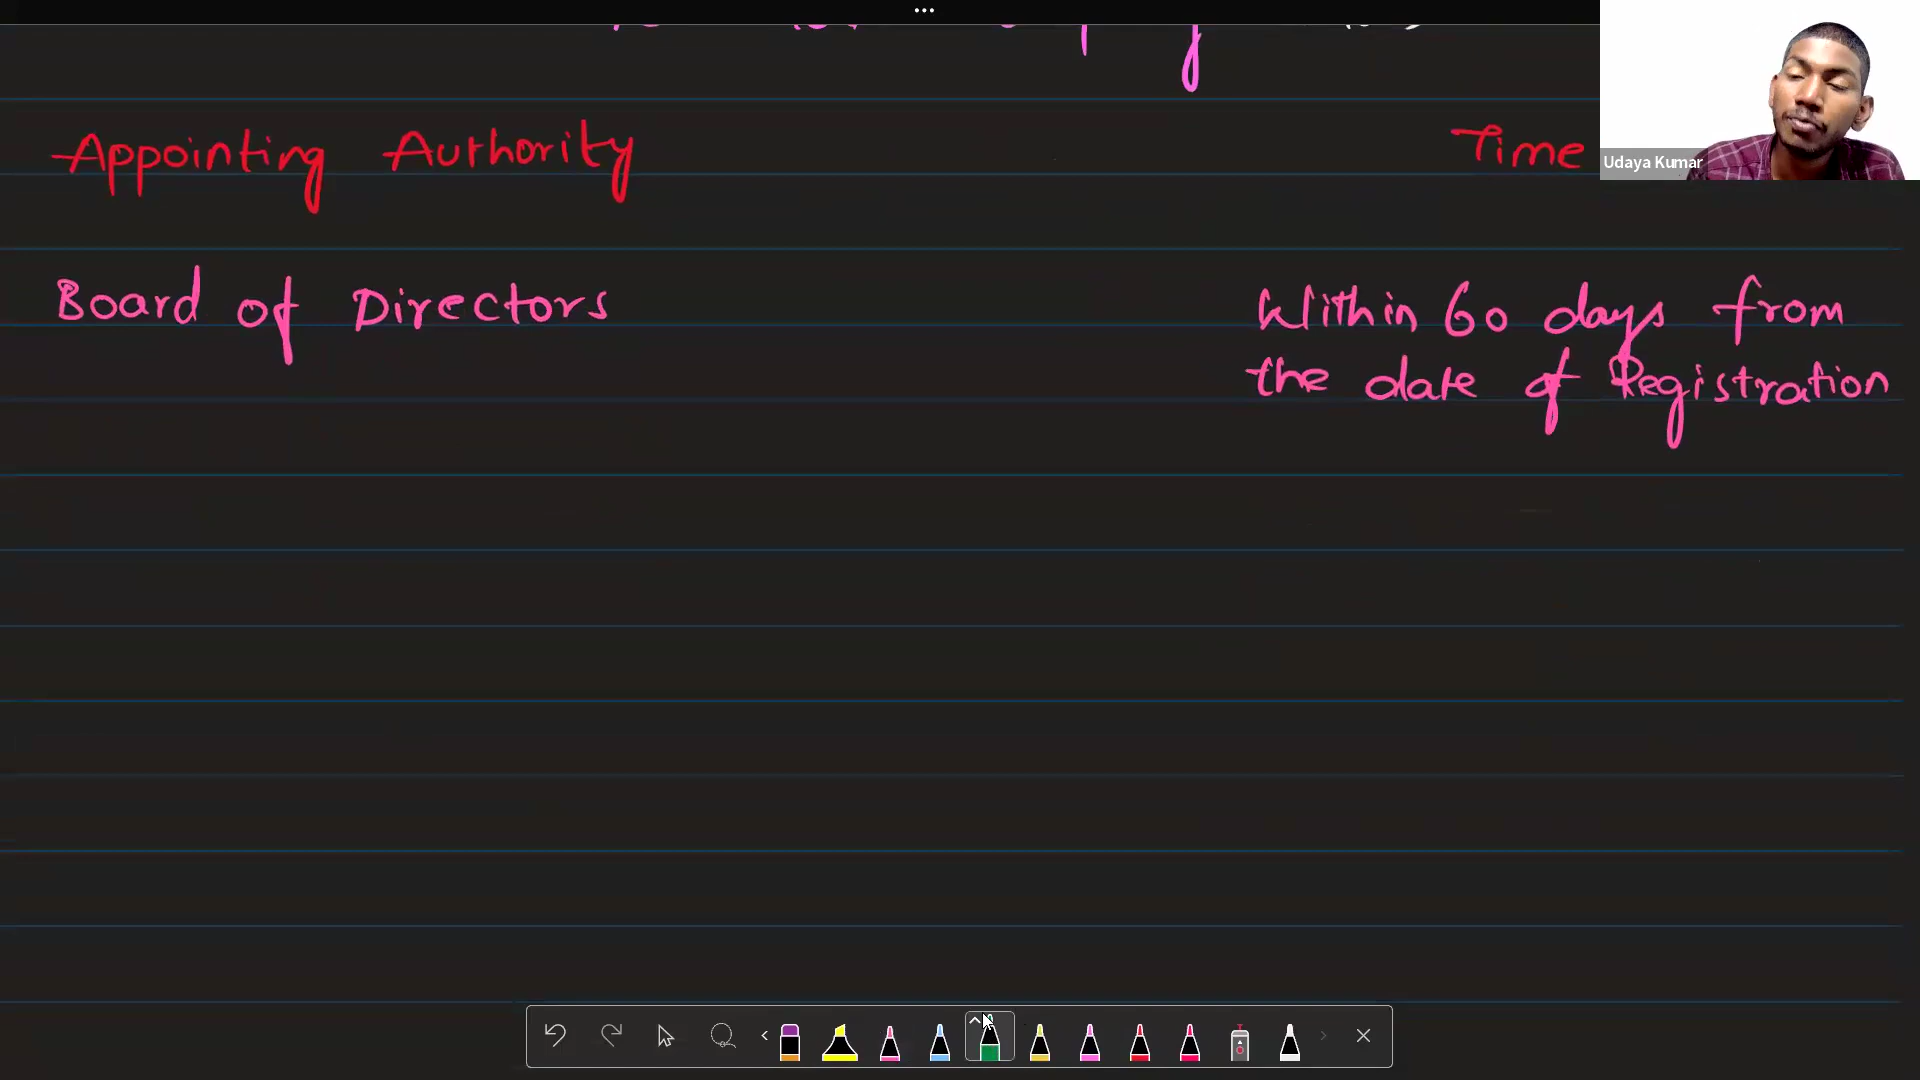 Appointing Authority Time
Udaya Kumar
Board of Directors Within 60 days from
the date of Registration